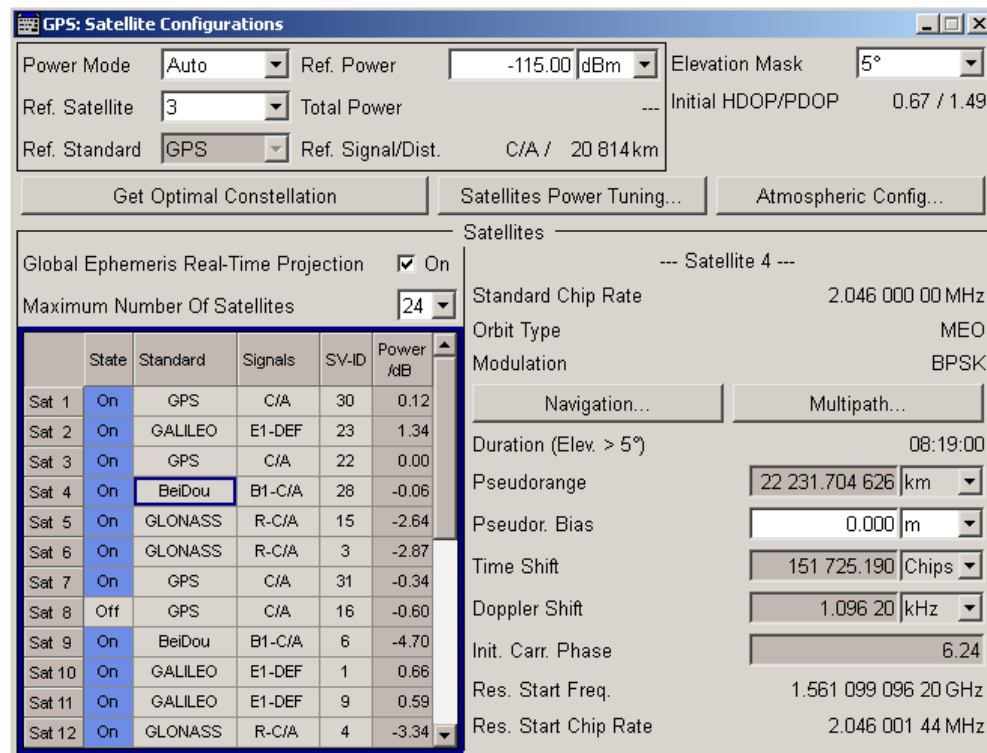 GPS: Satellite Configurations
Power Mode Auto Ref. Power -115.00 dBm Elevation Mask 5°
Ref. Satellite 3 Total Power --- Initial HDOP/PDOP 0.67 / 1.49
Ref. Standard GPS Ref. Signal/Dist. C/A / 20 814 km
Get Optimal Constellation Satellites Power Tuning... Atmospheric Config...
Satellites
Global Ephemeris Real-Time Projection On
Maximum Number Of Satellites 24
State Standard Signals SV-ID Power /dB
Sat 1 On GPS C/A 30 0.12
Sat 2 On GALILEO E1-DEF 23 1.34
Sat 3 On GPS C/A 22 0.00
Sat 4 On BeiDou B1-C/A 28 -0.06
Sat 5 On GLONASS R-C/A 15 -2.64
Sat 6 On GLONASS R-C/A 3 -2.87
Sat 7 On GPS C/A 31 -0.34
Sat 8 Off GPS C/A 16 -0.60
Sat 9 On BeiDou B1-C/A 6 -4.70
Sat 10 On GALILEO E1-DEF 1 0.66
Sat 11 On GALILEO E1-DEF 9 0.59
Sat 12 On GLONASS R-C/A 4 -3.34
--- Satellite 4 ---
Standard Chip Rate 2.046 000 00 MHz
Orbit Type MEO
Modulation BPSK
Navigation... Multipath...
Duration (Elev. > 5°) 08:19:00
Pseudorange 22 231.704 626 km
Pseudor. Bias 0.000 m
Time Shift 151 725.190 Chips
Doppler Shift 1.096 20 kHz
Init. Carr. Phase 6.24
Res. Start Freq. 1.561 099 096 20 GHz
Res. Start Chip Rate 2.046 001 44 MHz